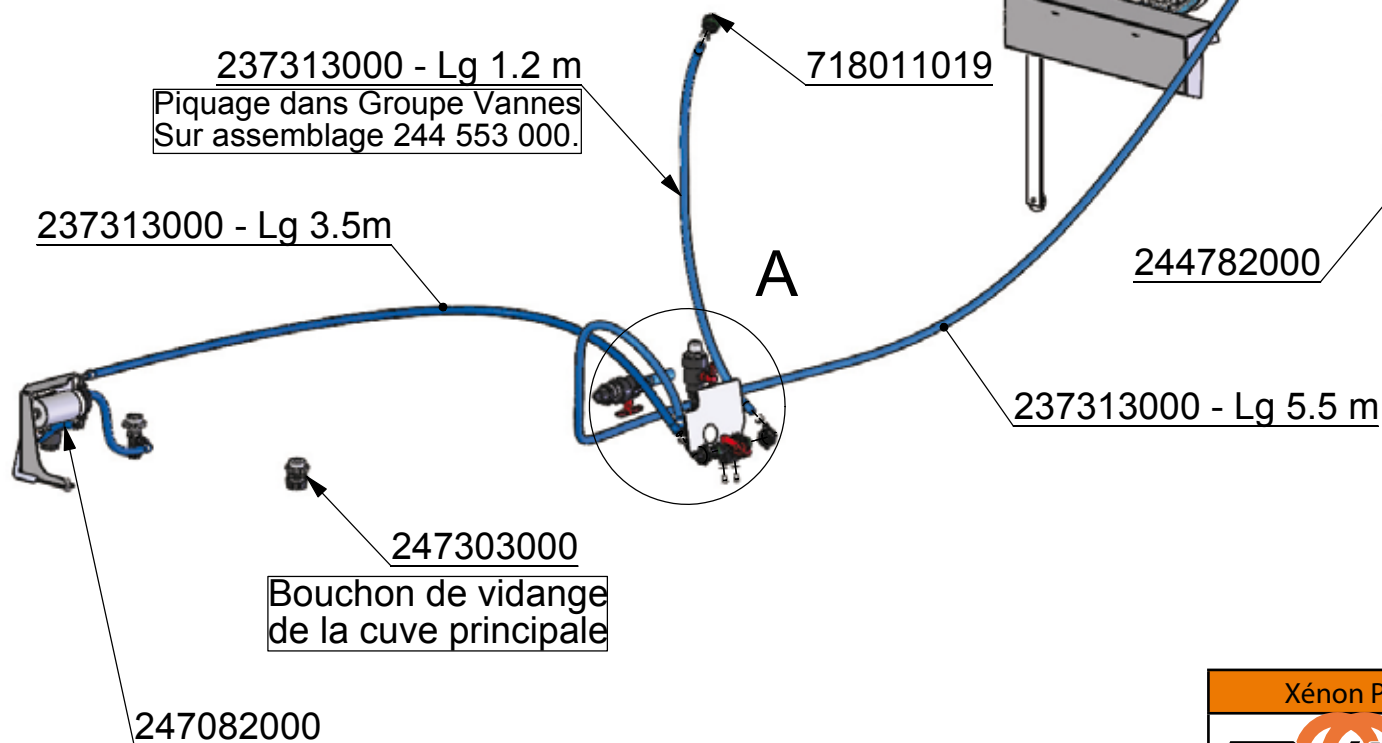 718011019
237313000 - Lg 1.2 m
Piquage dans Groupe Vannes
Sur assemblage 244 553 000.
237313000 - Lg 3.5m
A
244782000
237313000 - Lg 5.5 m
247303000
Bouchon de vidange
de la cuve principale
247082000
Xénon P